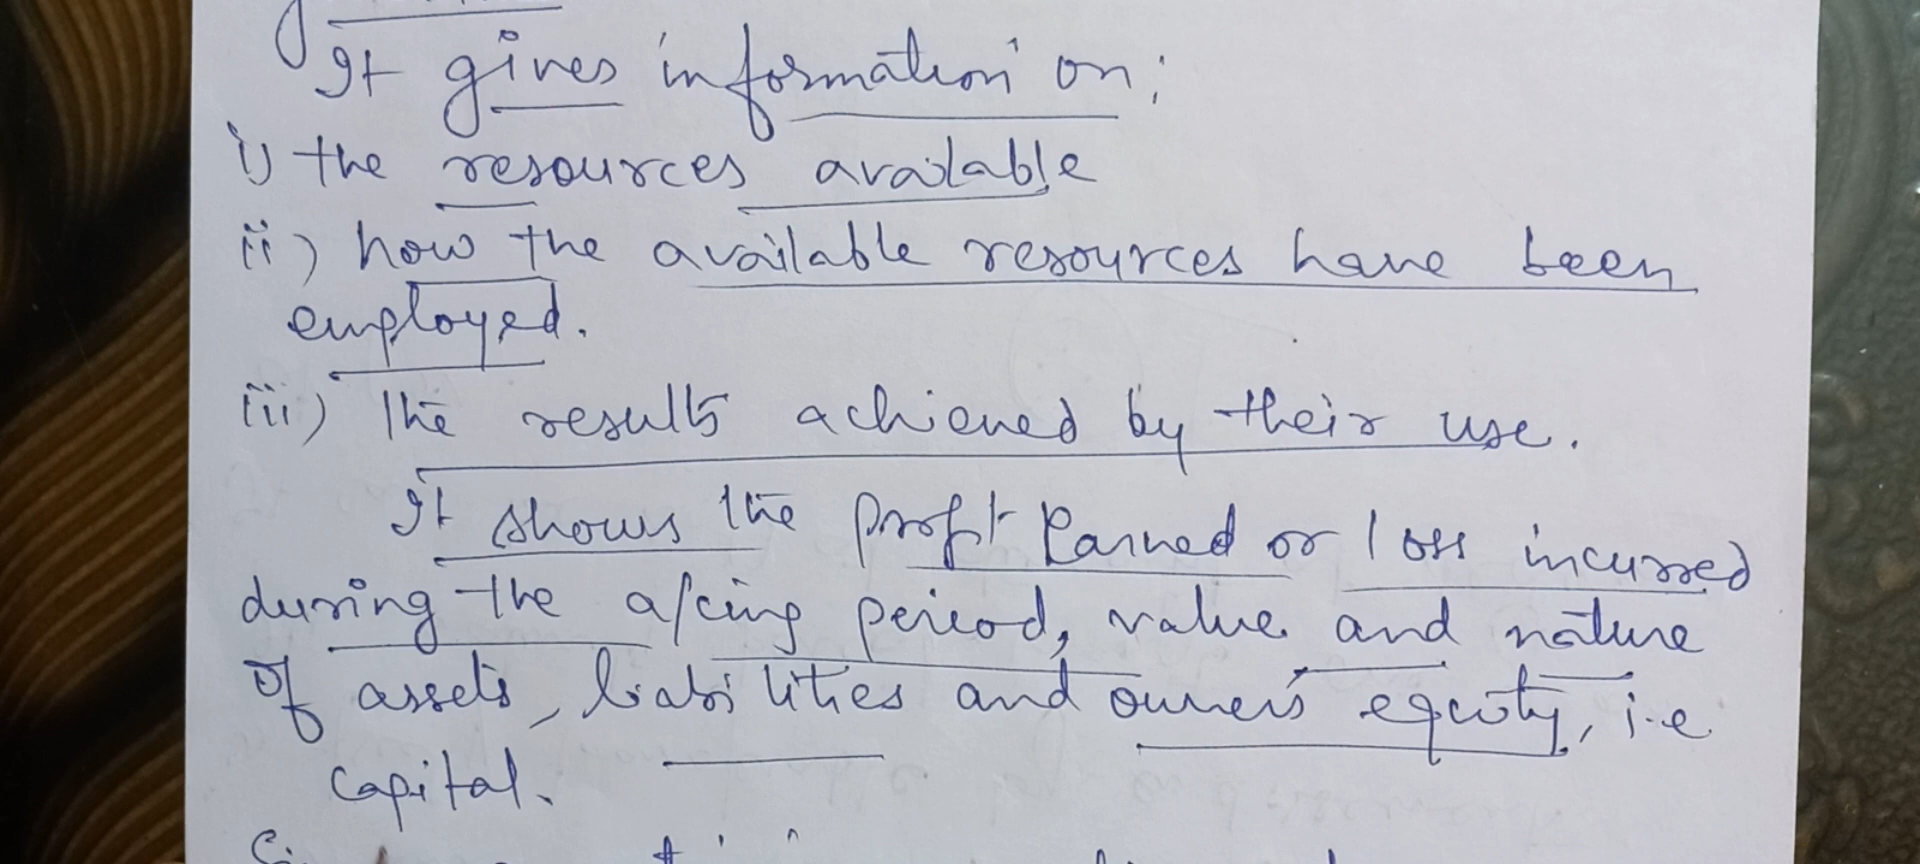 It gives information on;
i) the resources available
ii) how the available resources have been
employed.
iii) The results achieved by their use.
It shows the profit earned or loss incurred
during the a/cing period, value and nature
of assets, liabilities and owner's equity, i.e
capital.